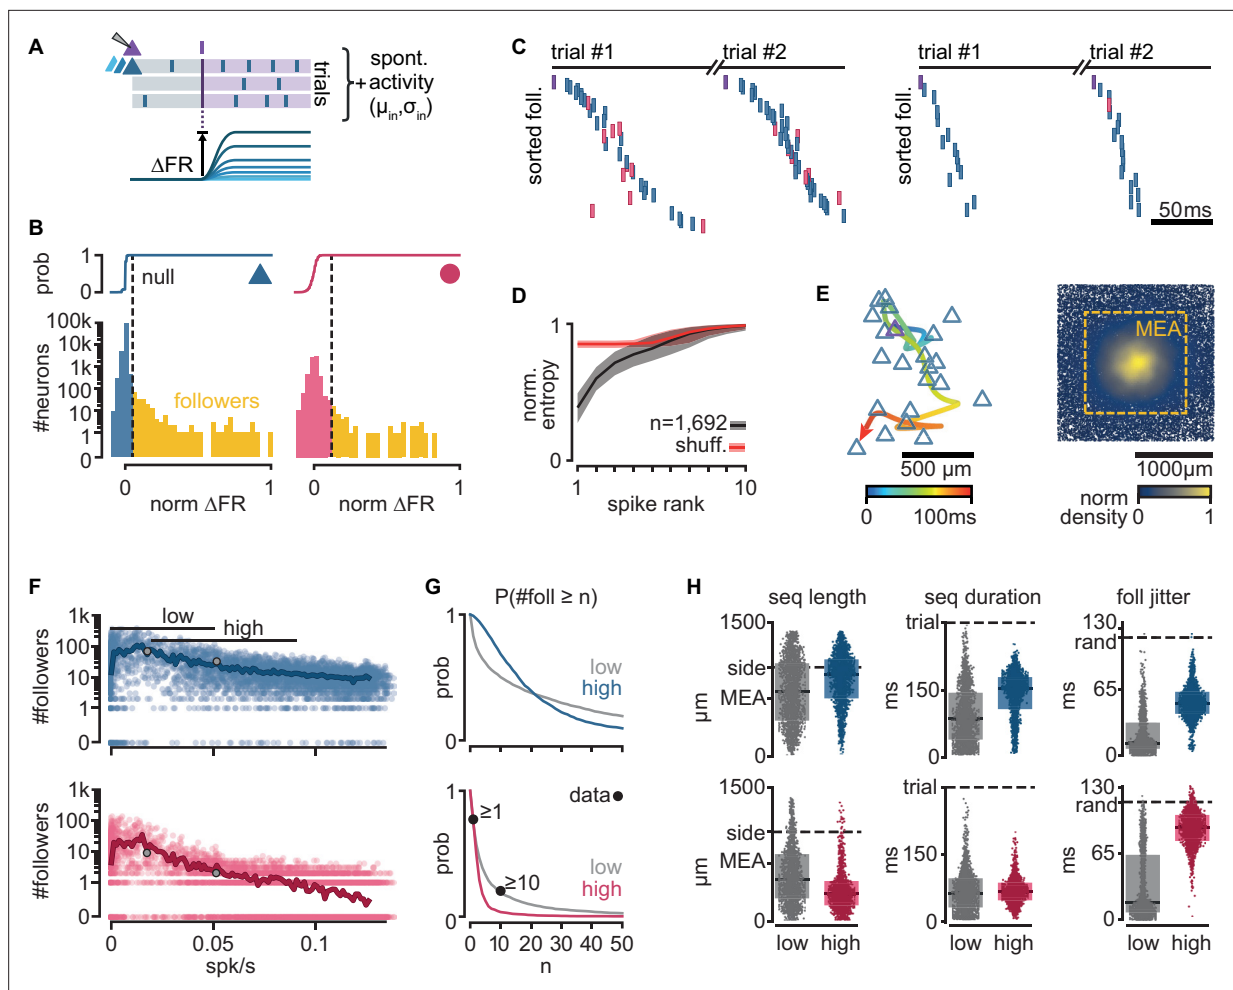 A
trials
spont.
+activity
(μin,σin)
ΔFR
B
prob
1
0
null
#neurons
100k
10k
1k
100
10
1
0
followers
0
1
norm ΔFR
0
1
norm ΔFR
C
trial #1
trial #2
sorted foll.
trial #1
trial #2
sorted foll.
50ms
D
norm.
entropy
1
0
n=1,692
shuff.
1
10
spike rank
E
500 µm
0
100ms
MEA
1000µm
norm
density
0
1
F
#followers
1k
100
10
1
0
low
high
#followers
1k
100
10
1
0
0
0.05
0.1
spk/s
G
P(#foll ≥ n)
prob
1
0
low
high
prob
1
0
data
≥1
≥10
low
high
0
10
20
30
40
50
n
H
seq length
seq duration
foll jitter
1500
side
MEA
µm
0
trial
150
ms
0
130
rand
65
ms
0
1500
side
MEA
µm
0
trial
150
ms
0
130
rand
65
ms
0
low
high
low
high
low
high